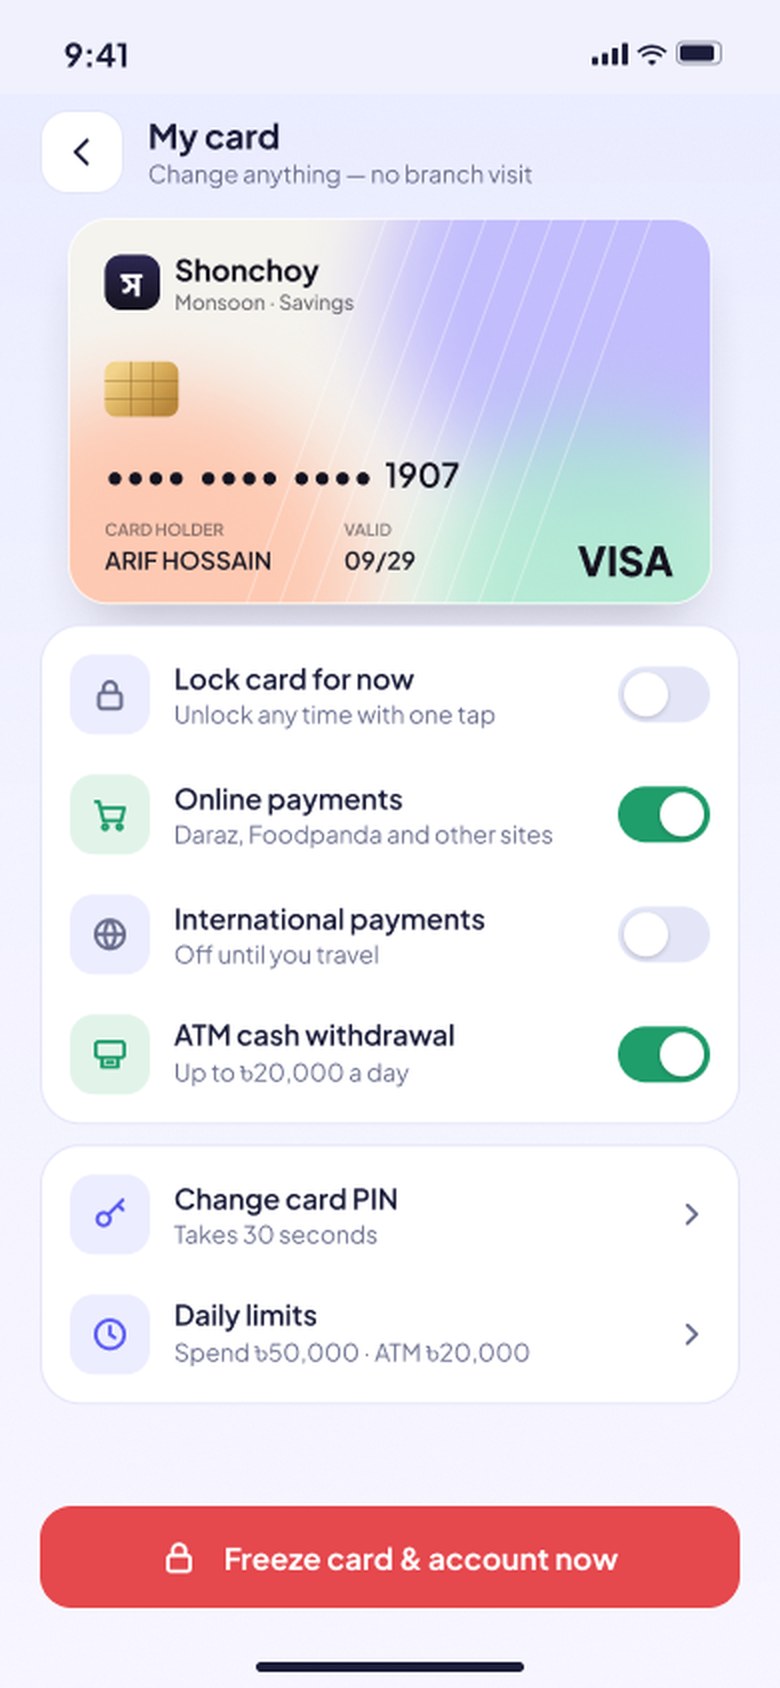 9:41
My card
Change anything — no branch visit
স
Shonchoy
Monsoon · Savings
•••• •••• •••• 1907
CARD HOLDER
VALID
ARIF HOSSAIN
09/29
VISA
Lock card for now
Unlock any time with one tap
Online payments
Daraz, Foodpanda and other sites
International payments
Off until you travel
ATM cash withdrawal
Up to ৳20,000 a day
Change card PIN
Takes 30 seconds
Daily limits
Spend ৳50,000 · ATM ৳20,000
Freeze card & account now